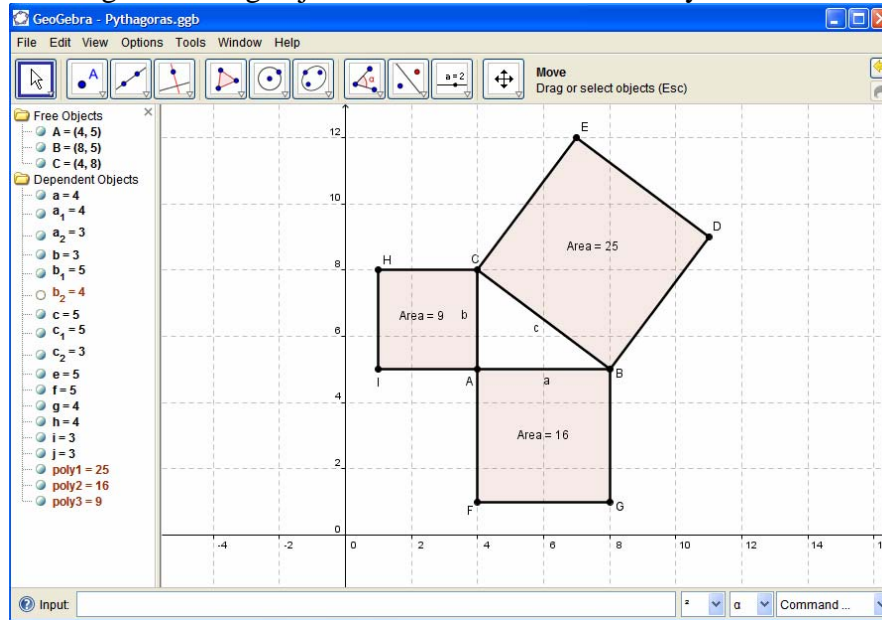 GeoGebra - Pythagoras.ggb
File Edit View Options Tools Window Help
A
a = 2
Move
Drag or select objects (Esc)
Free Objects
A = (4, 5)
B = (8, 5)
C = (4, 8)
Dependent Objects
a = 4
a1 = 4
a2 = 3
b = 3
b1 = 5
b2 = 4
c = 5
c1 = 5
c2 = 3
e = 5
f = 5
g = 4
h = 4
i = 3
j = 3
poly1 = 25
poly2 = 16
poly3 = 9
12
10
8
6
4
2
0
E
D
Area = 25
H
C
Area = 9
b
c
I
A
a
B
Area = 16
F
G
-4 -2 0 2 4 6 8 10 12 14
Input:
² α Command ...